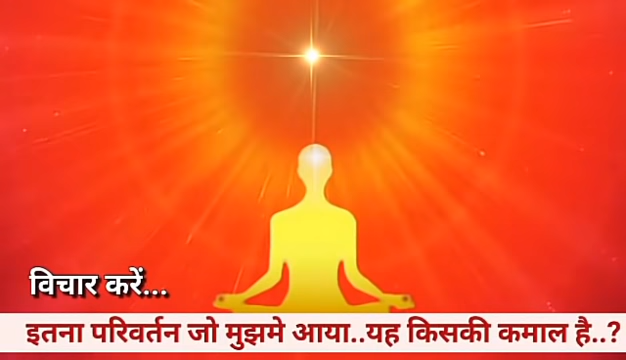 विचार करें...
इतना परिवर्तन जो मुझमे आया..यह किसकी कमाल है..?